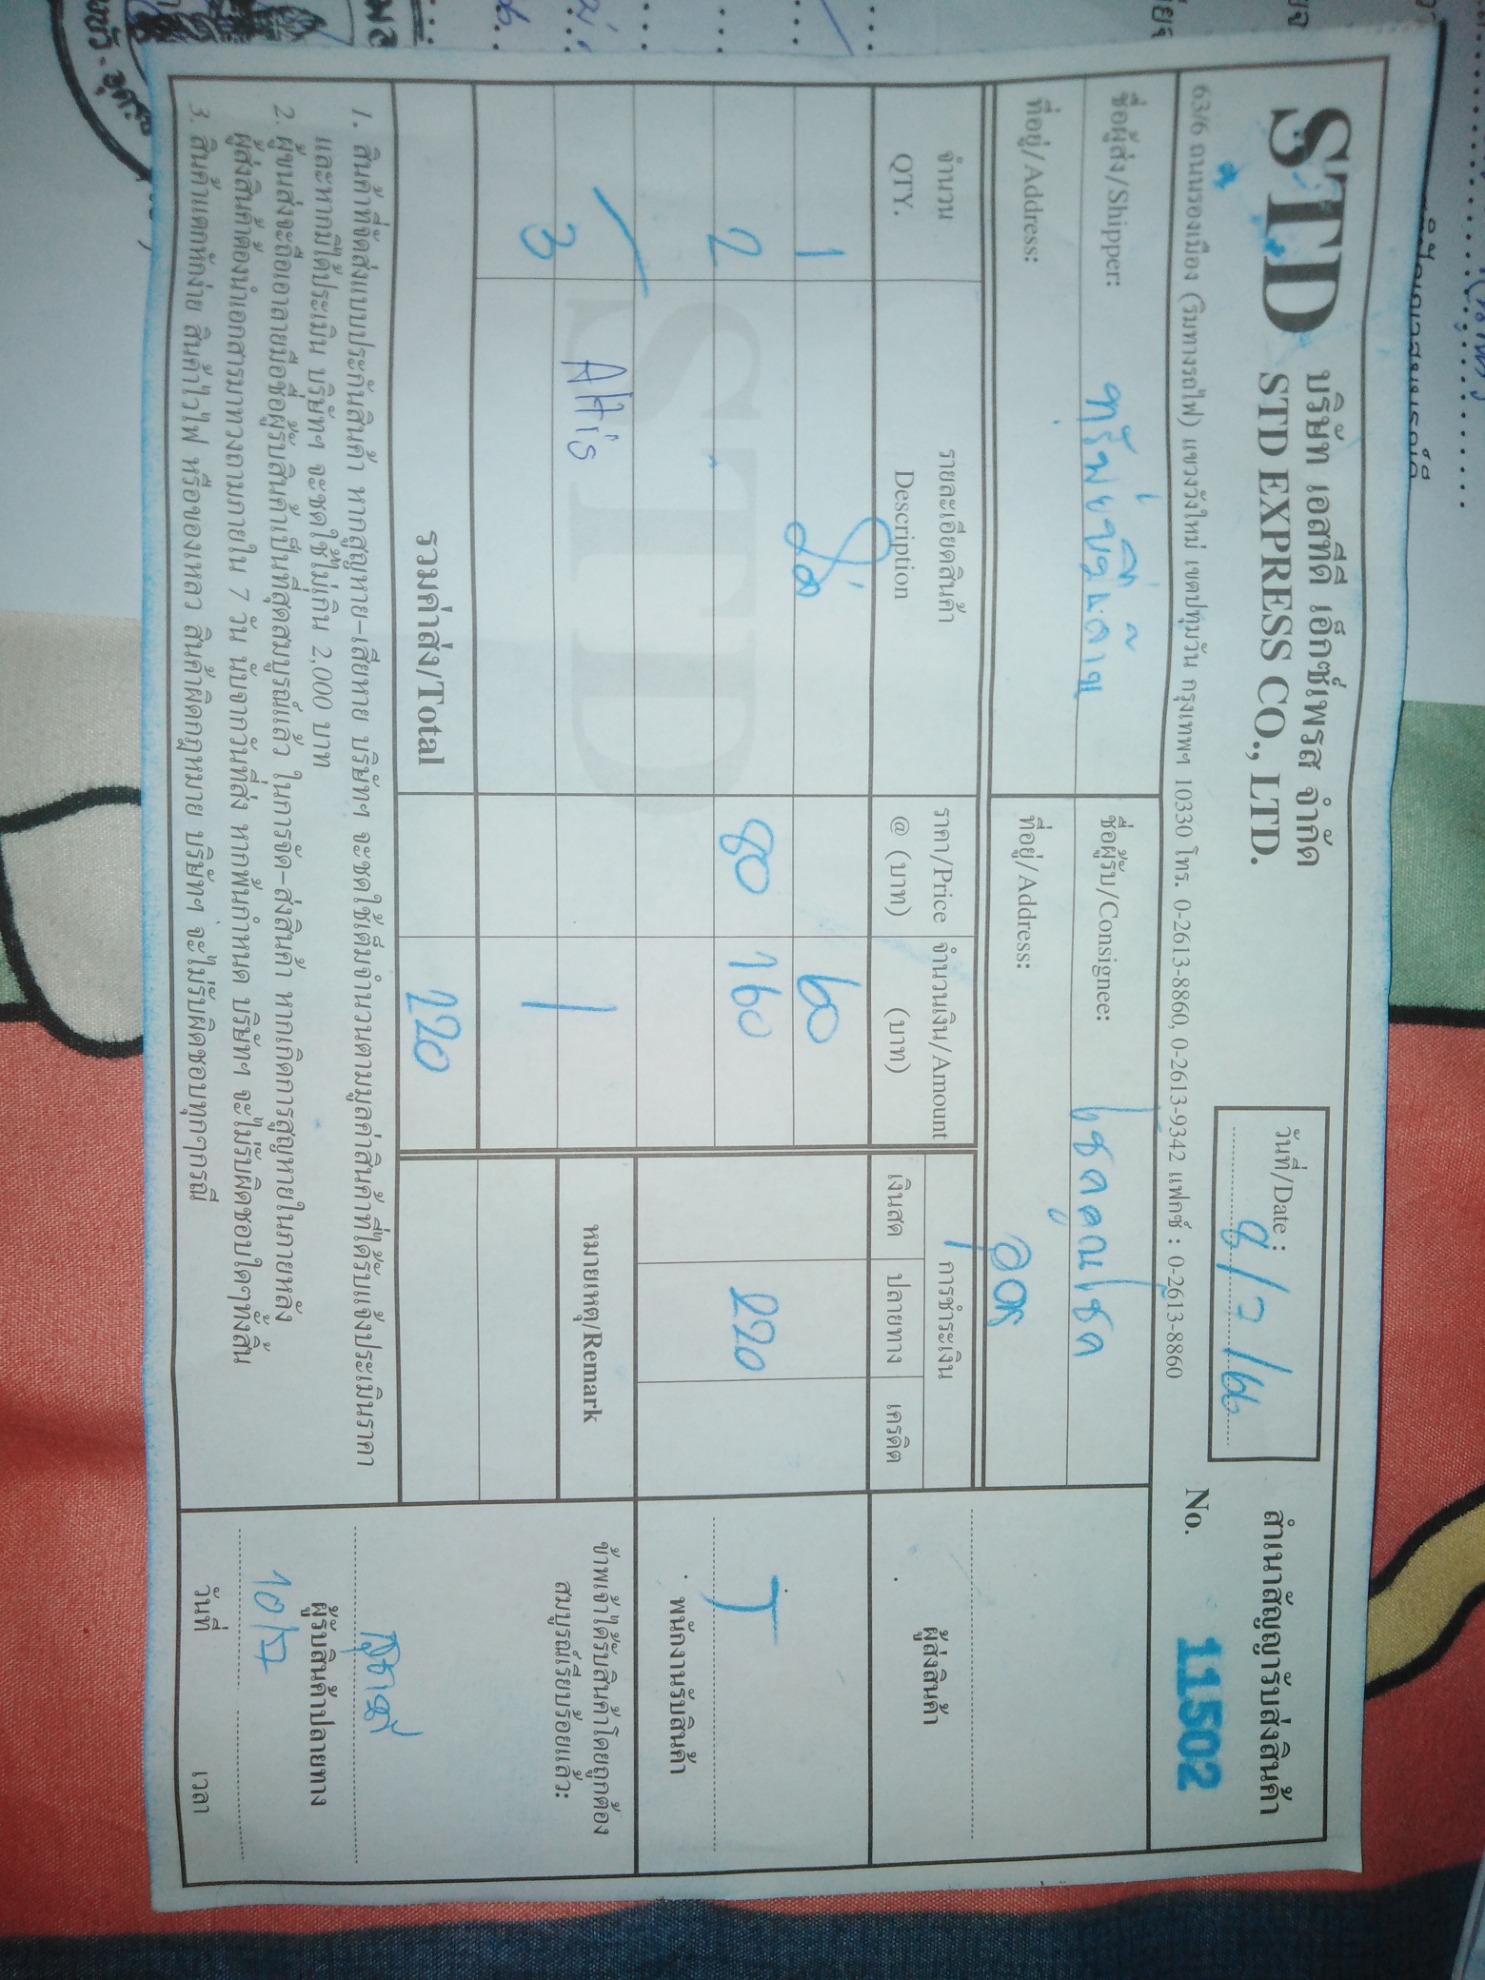 STD บริษัท เอสทีดี เอ็กซ์เพรส จำกัด
STD EXPRESS CO., LTD.
วันที่/Date :
สำเนาสัญญารับส่งสินค้า
63/6 ถนนรองเมือง (ริมทางรถไฟ) แขวงวังใหม่ เขตปทุมวัน กรุงเทพฯ 10330 โทร. 0-2613-8860, 0-2613-9342 แฟกซ์ : 0-2613-8860
No. 11502
ชื่อผู้ส่ง/Shipper:
ชื่อผู้รับ/Consignee: โชคคูณโชค
ที่อยู่/Address:
ที่อยู่/Address:
ผู้ส่งสินค้า
จำนวน รายละเอียดสินค้า ราคา/Price จำนวนเงิน/Amount การชำระเงิน
QTY. Description @ (บาท) (บาท) เงินสด ปลายทาง เครดิต
1 60
2 80 160 220
พนักงานรับสินค้า
Altis
หมายเหตุ/Remark
ข้าพเจ้าได้รับสินค้าโดยถูกต้อง
สมบูรณ์เรียบร้อยแล้ว:
3
รวมค่าส่ง/Total 220
1. สินค้าที่จัดส่งแบบประกันสินค้า หากสูญหาย-เสียหาย บริษัทฯ จะชดใช้เต็มจำนวนตามมูลค่าสินค้าที่ได้รับแจ้งประเมินราคา
และหากมิได้ประเมิน บริษัทฯ จะชดใช้ไม่เกิน 2,000 บาท
2. ผู้ขนส่งจะถือเอาลายมือชื่อผู้รับสินค้าเป็นที่สุดสมบูรณ์แล้ว ในการจัด-ส่งสินค้า หากเกิดการสูญหายในภายหลัง
ผู้ส่งสินค้าต้องนำเอกสารมาทวงถามภายใน 7 วัน นับจากวันที่ส่ง หากพ้นกำหนด บริษัทฯ จะไม่รับผิดชอบใดๆทั้งสิ้น
3. สินค้าแตกหักง่าย สินค้าไวไฟ หรือของเหลว สินค้าผิดกฎหมาย บริษัทฯ จะไม่รับผิดชอบทุกๆกรณี
ผู้รับสินค้าปลายทาง
10/7
วันที่ เวลา